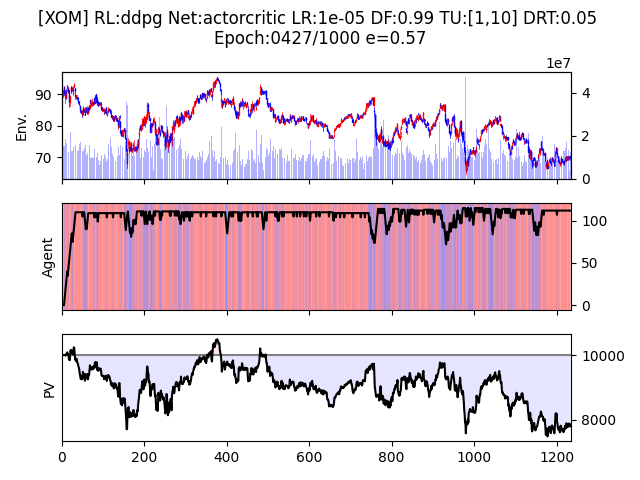 [XOM] RL:ddpg Net:actorcritic LR:1e-05 DF:0.99 TU:[1,10] DRT:0.05
Epoch:0427/1000 e=0.57
1e7
Env.
90
80
70
4
2
0
Agent
100
50
0
PV
10000
8000
0 200 400 600 800 1000 1200